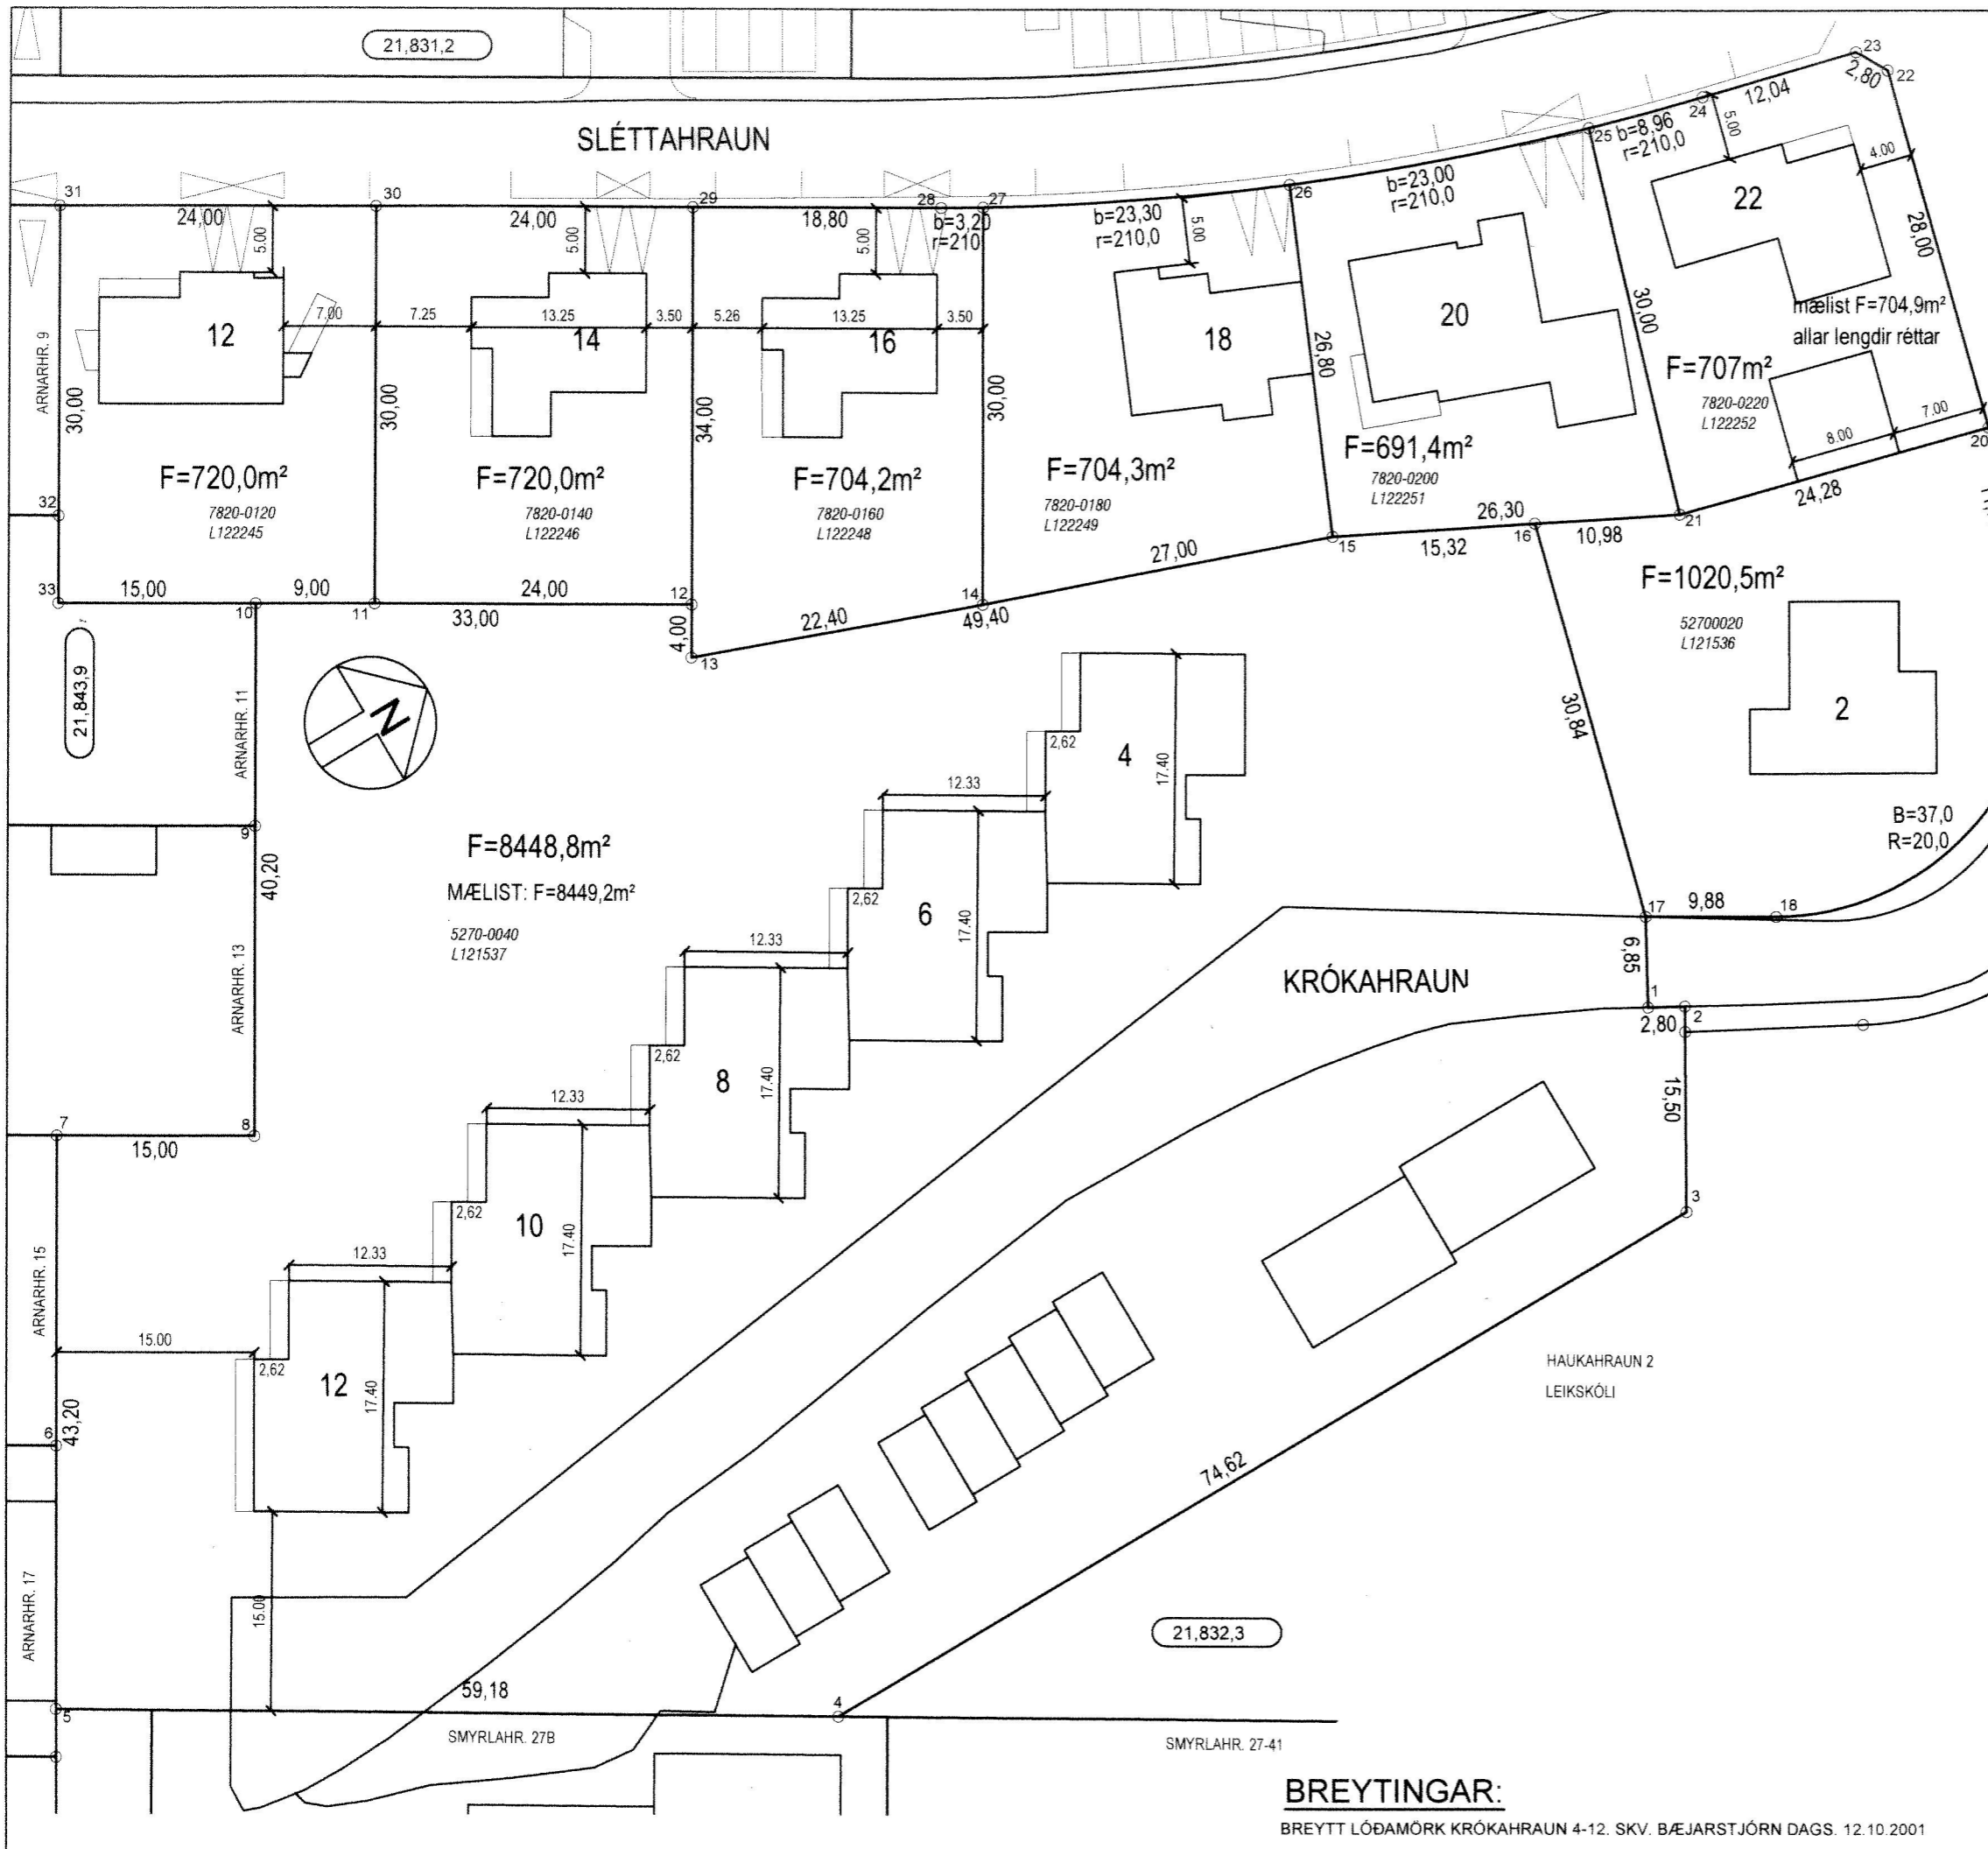 21,831,2
SLÉTTAHRAUN
23
2,80
22
12,04
24
5.00
25
b=8,96
r=210,0
4.00
22
28,00
mælist F=704,9m²
allar lengdir réttar
F=707m²
7820-0220
L122252
7.00
8.00
20
24,28
21
31
24,00
5.00
30
24,00
5.00
29
18,80
5.00
28
27
b=3,20
r=210
b=23,30
r=210,0
5.00
26
b=23,00
r=210,0
30,00
ARNARHR. 9
30,00
12
7,00
7.25
13.25
14
3.50
5.26
13.25
16
3.50
18
26,80
20
30,00
34,00
30,00
F=720,0m²
7820-0120
L122245
F=720,0m²
7820-0140
L122246
F=704,2m²
7820-0160
L122248
F=704,3m²
7820-0180
L122249
F=691,4m²
7820-0200
L122251
32
33
15,00
10
9,00
11
24,00
33,00
12
4,00
13
22,40
14
49,40
27,00
15
26,30
15,32
16
10,98
F=1020,5m²
52700020
L121536
2
30,84
B=37,0
R=20,0
21,843,9
ARNARHR. 11
N
9
40,20
ARNARHR. 13
F=8448,8m²
MÆLIST: F=8449,2m²
5270-0040
L121537
2,62
4
17.40
12.33
2,62
6
17.40
12.33
2,62
8
17.40
12.33
2,62
10
17.40
12.33
2,62
12
17.40
15.00
15.00
17
9,88
18
6,85
KRÓKAHRAUN
1
2
2,80
15,50
3
7
15,00
8
ARNARHR. 15
43,20
6
ARNARHR. 17
5
59,18
4
74,62
HAUKAHRAUN 2
LEIKSKÓLI
21,832,3
SMYRLAHR. 27B
SMYRLAHR. 27-41
BREYTINGAR:
BREYTT LÓÐAMÖRK KRÓKAHRAUN 4-12. SKV. BÆJARSTJÓRN DAGS. 12.10.2001